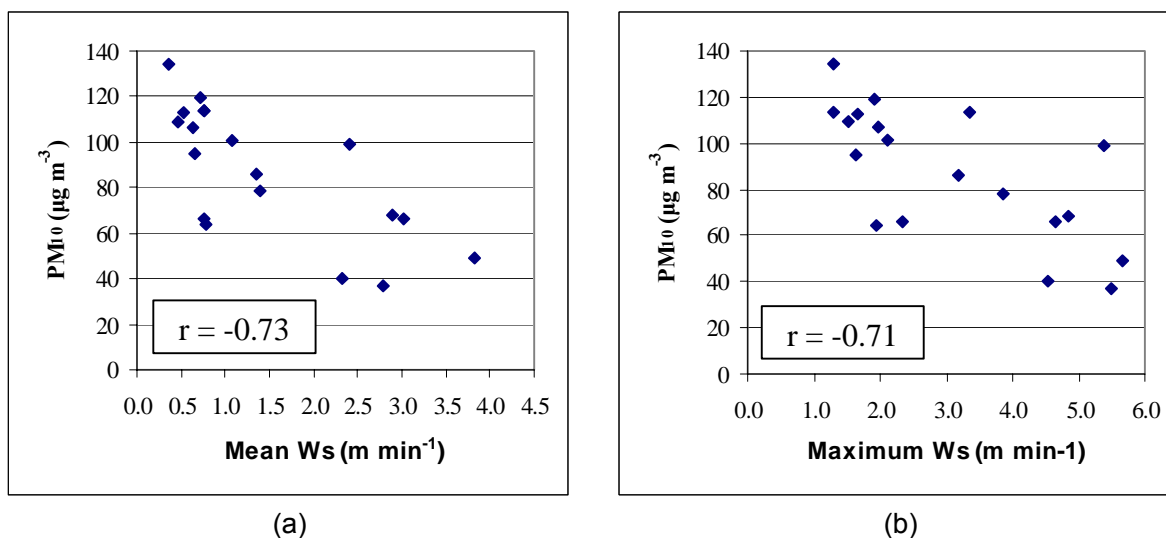 PM10 (µg m-3)
140
120
100
80
60
40
20
0
r = -0.73
0.0 0.5 1.0 1.5 2.0 2.5 3.0 3.5 4.0 4.5
Mean Ws (m min-1)
(a)
PM10 (µg m-3)
140
120
100
80
60
40
20
0
r = -0.71
0.0 1.0 2.0 3.0 4.0 5.0 6.0
Maximum Ws (m min-1)
(b)